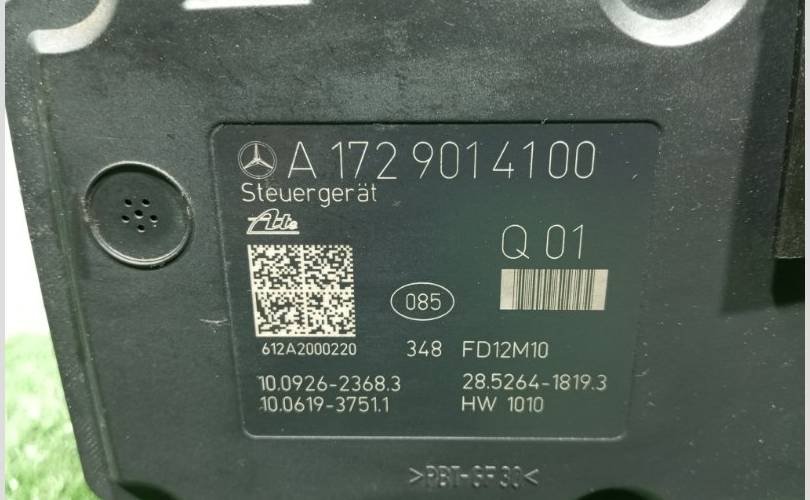 A 172 901 41 00
Steuergerät
Ate
Q 01
085
612A2000220
348 FD12M10
10.0926-2368.3 28.5264-1819.3
10.0619-3751.1 HW 1010
>PBT-GF30<